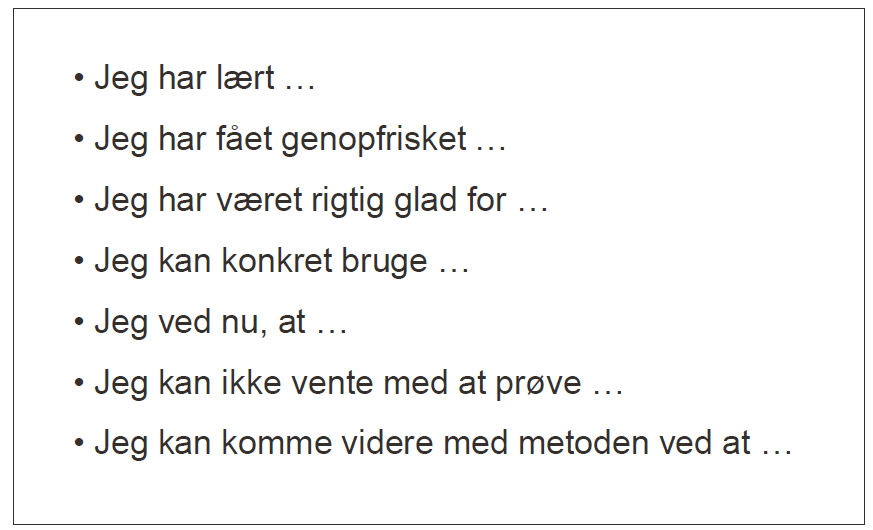 • Jeg har lært …
• Jeg har fået genopfrisket …
• Jeg har været rigtig glad for …
• Jeg kan konkret bruge …
• Jeg ved nu, at …
• Jeg kan ikke vente med at prøve …
• Jeg kan komme videre med metoden ved at …